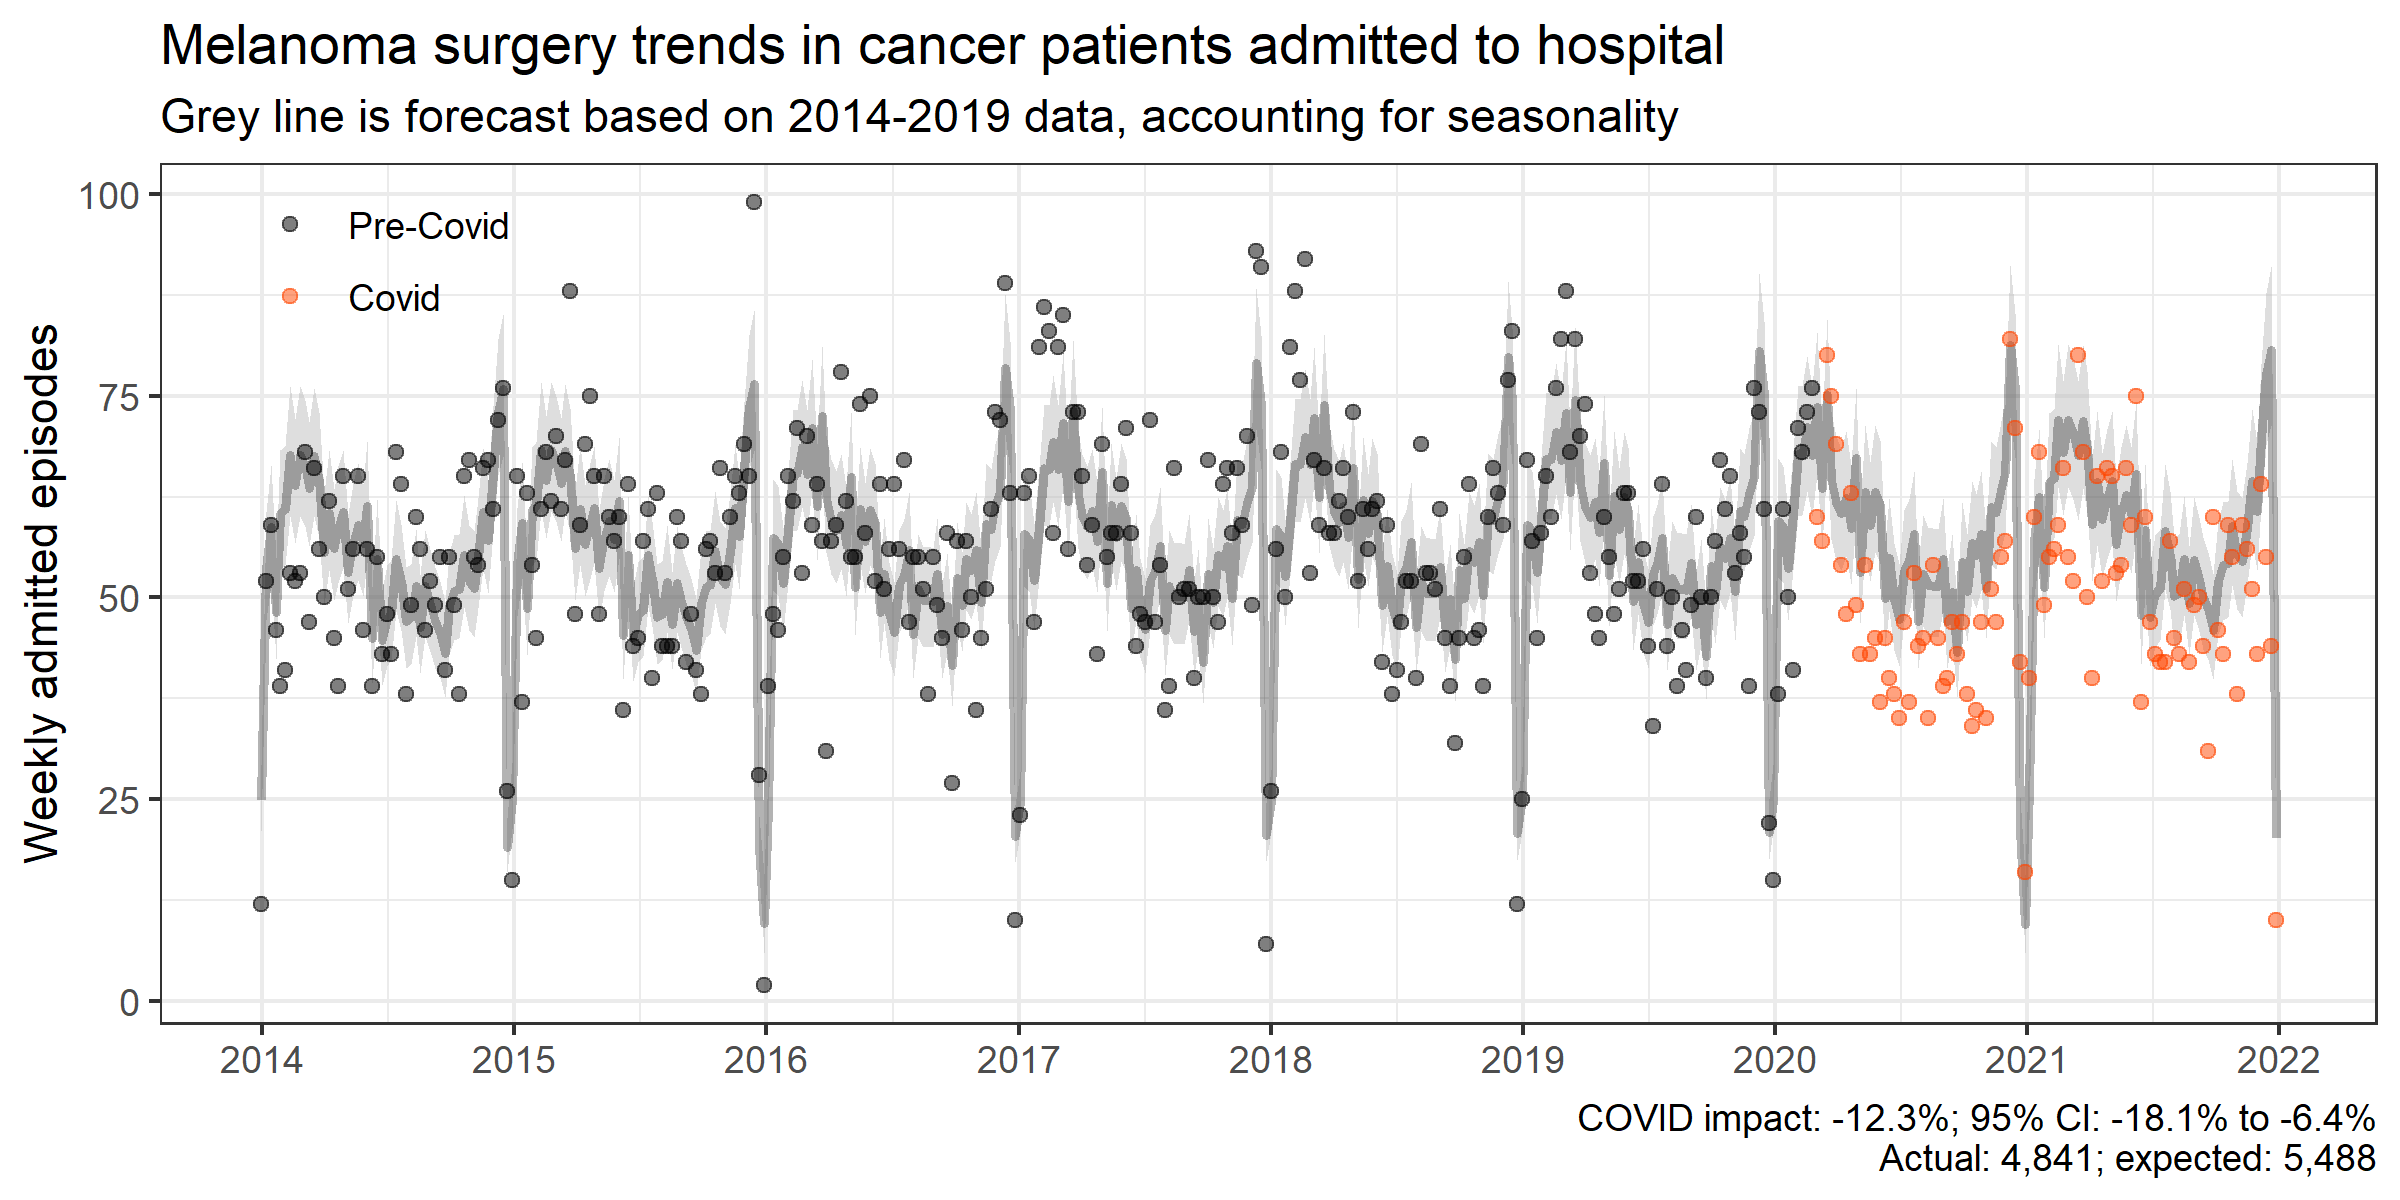 Melanoma surgery trends in cancer patients admitted to hospital
Grey line is forecast based on 2014-2019 data, accounting for seasonality
Weekly admitted episodes
100
75
50
25
0
Pre-Covid
Covid
2014
2015
2016
2017
2018
2019
2020
2021
2022
COVID impact: -12.3%; 95% CI: -18.1% to -6.4%
Actual: 4,841; expected: 5,488